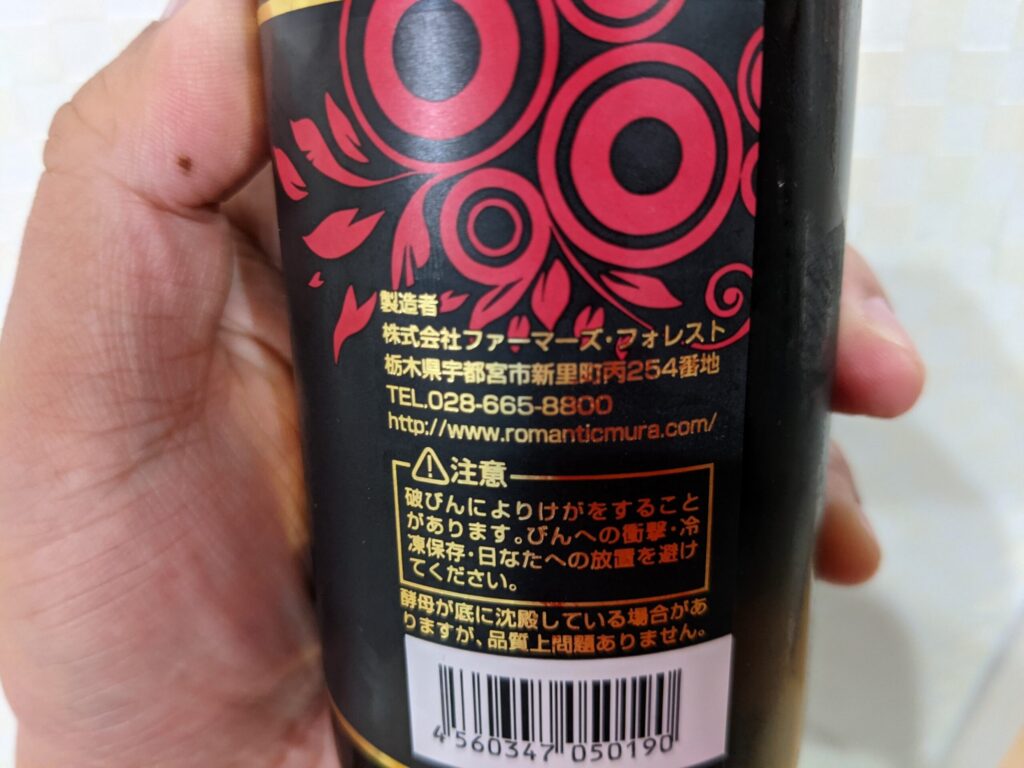 製造者
株式会社ファーマーズ・フォレスト
栃木県宇都宮市新里町丙254番地
TEL.028-665-8800
http://www.romanticmura.com/
注意
破びんによりけがをすること
があります。びんへの衝撃・冷
凍保存・日なたへの放置を避け
てください。
酵母が底に沈殿している場合があ
りますが、品質上問題ありません。
4 560347 050190